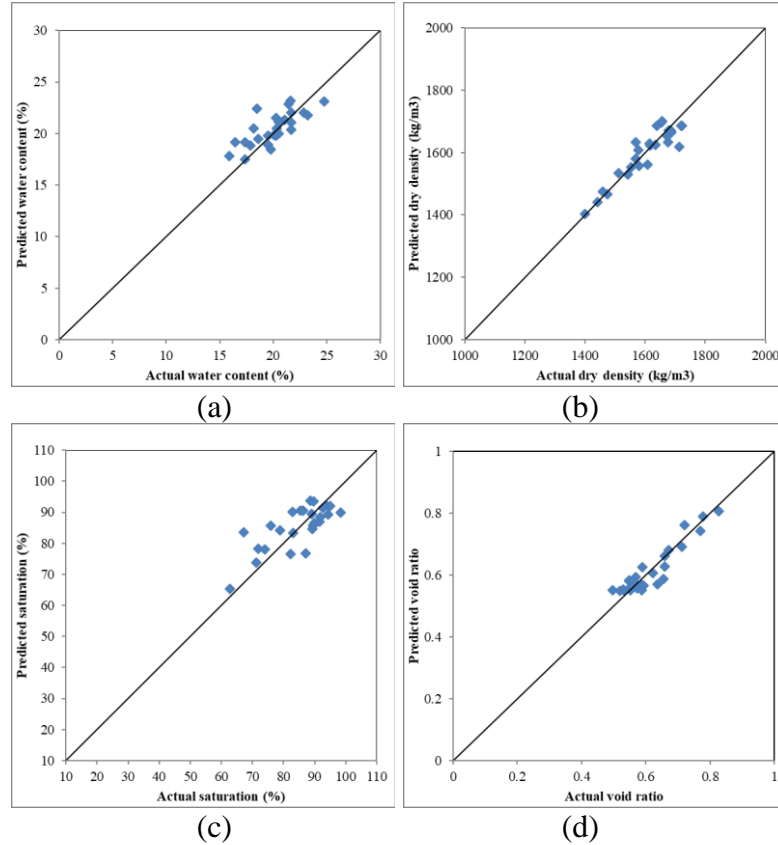 30
25
20
15
10
5
0
0 5 10 15 20 25 30
Predicted water content (%)
Actual water content (%)
(a)
2000
1800
1600
1400
1200
1000
1000 1200 1400 1600 1800 2000
Predicted dry density (kg/m3)
Actual dry density (kg/m3)
(b)
110
100
90
80
70
60
50
40
30
20
10
10 20 30 40 50 60 70 80 90 100 110
Predicted saturation (%)
Actual saturation (%)
(c)
1
0.8
0.6
0.4
0.2
0
0 0.2 0.4 0.6 0.8 1
Predicted void ratio
Actual void ratio
(d)